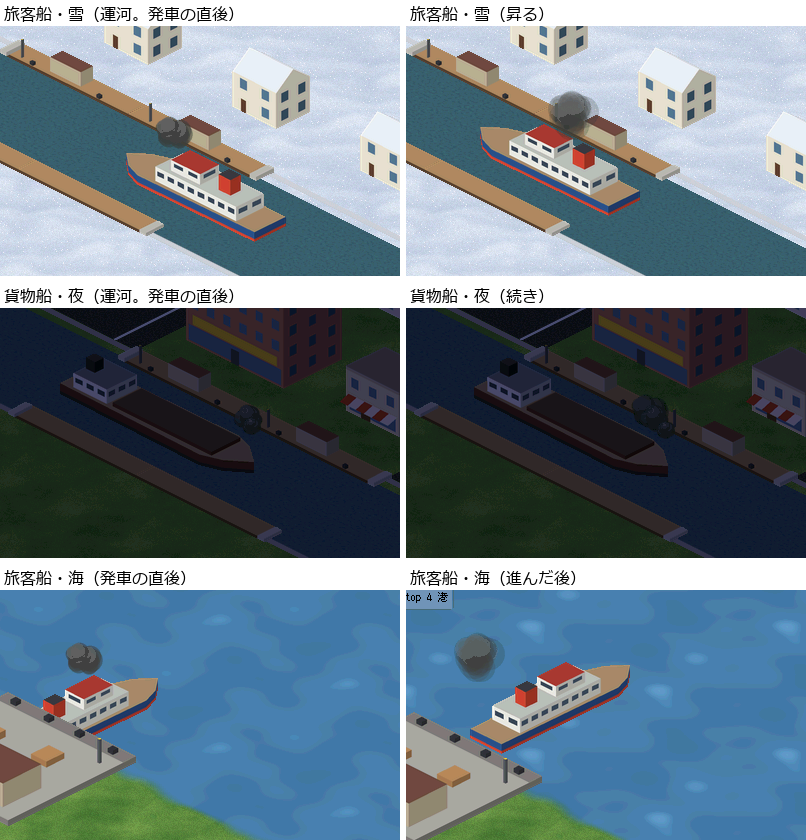 旅客船・雪（運河。発車の直後）
旅客船・雪（昇る）
貨物船・夜（運河。発車の直後）
貨物船・夜（続き）
旅客船・海（発車の直後）
旅客船・海（進んだ後）
top 4 港